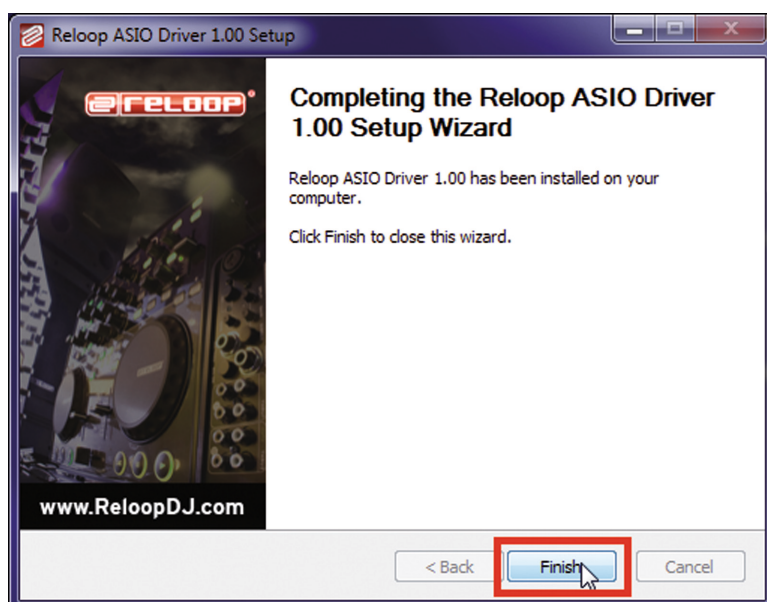 Reloop ASIO Driver 1.00 Setup
reloop
Completing the Reloop ASIO Driver
1.00 Setup Wizard
Reloop ASIO Driver 1.00 has been installed on your
computer.
Click Finish to close this wizard.
www.ReloopDJ.com
< Back Finish Cancel